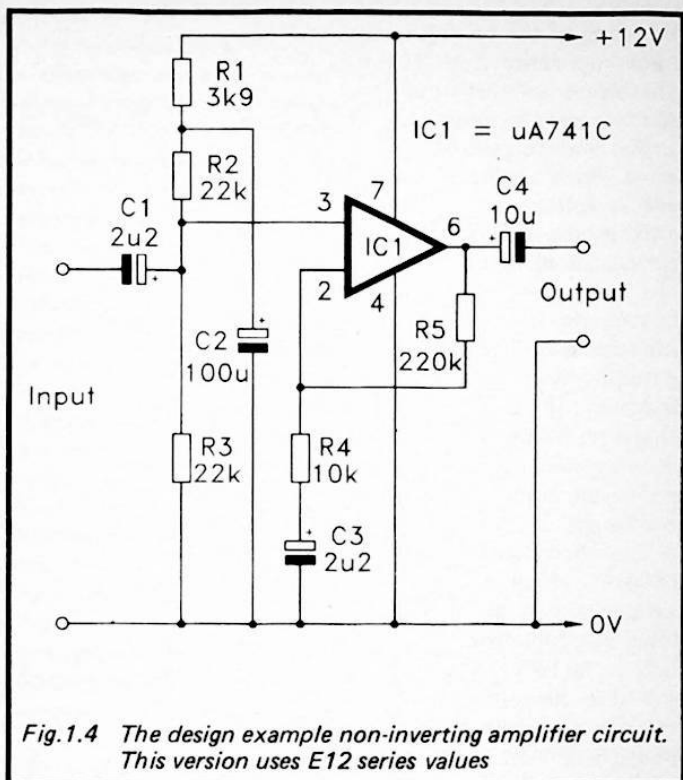 +12V
R1
3k9
IC1 = uA741C
R2
22k
C1
2u2
+
3
7
IC1
6
C4
10u
+
2
4
R5
220k
Output
+
C2
100u
Input
R3
22k
R4
10k
+
C3
2u2
0V
Fig.1.4 The design example non-inverting amplifier circuit.
This version uses E12 series values